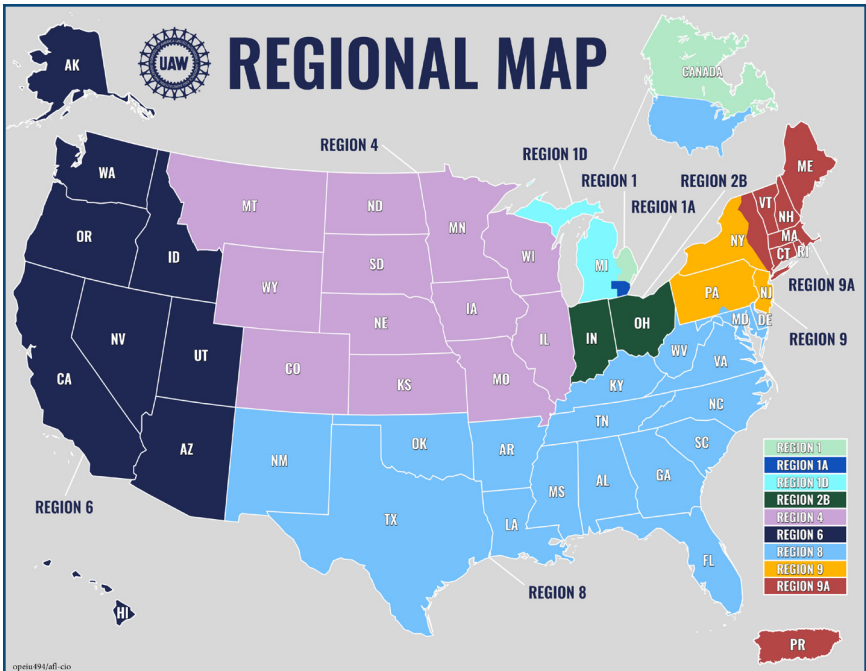 UAW
REGIONAL MAP
AK
CANADA
REGION 4
REGION 1D
REGION 1
REGION 2B
REGION 1A
WA
MT
ND
MN
ME
VT
NH
OR
ID
SD
WI
MI
NY
MA
CT
RI
WY
IA
PA
NJ
REGION 9A
NV
UT
NE
IL
IN
OH
MD
DE
REGION 9
CA
CO
KS
MO
WV
VA
KY
NC
TN
AZ
NM
OK
AR
SC
REGION 1
REGION 1A
REGION 1D
REGION 2B
REGION 4
REGION 6
REGION 8
REGION 9
REGION 9A
REGION 6
TX
LA
MS
AL
GA
FL
REGION 8
HI
PR
opeiu494/afl-cio